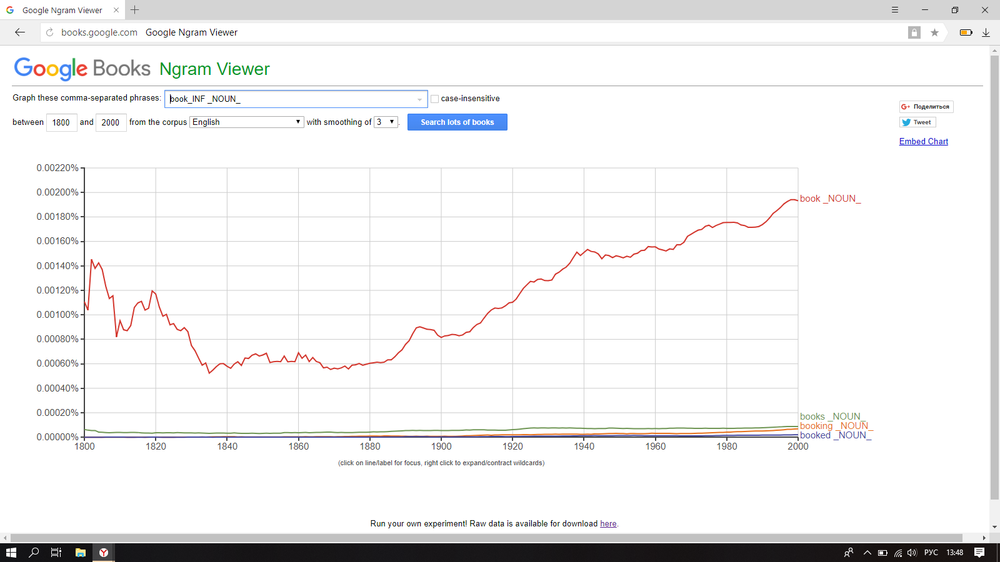 Google Ngram Viewer
books.google.com Google Ngram Viewer
Google Books Ngram Viewer
Graph these comma-separated phrases: book_INF _NOUN_ case-insensitive
between 1800 and 2000 from the corpus English with smoothing of 3 . Search lots of books
Поделиться
Tweet
Embed Chart
0.00220%
0.00200%
0.00180%
0.00160%
0.00140%
0.00120%
0.00100%
0.00080%
0.00060%
0.00040%
0.00020%
0.00000%
book _NOUN_
books _NOUN_
booking _NOUN_
booked _NOUN_
1800 1820 1840 1860 1880 1900 1920 1940 1960 1980 2000
(click on line/label for focus, right click to expand/contract wildcards)
Run your own experiment! Raw data is available for download here.
РУС 13:48